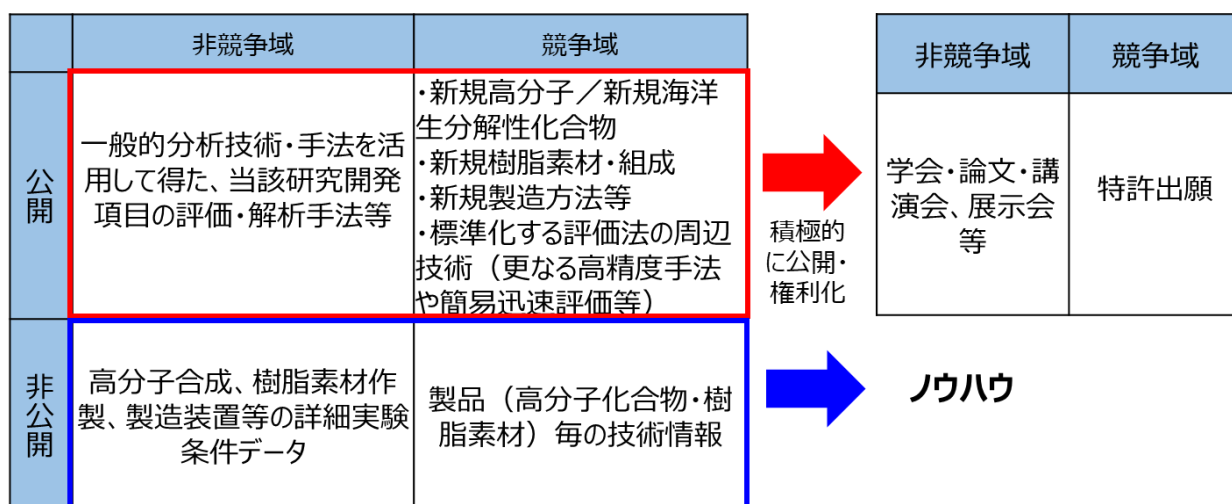 非競争域
競争域
公開
一般的分析技術・手法を活
用して得た、当該研究開発
項目の評価・解析手法等
・新規高分子／新規海洋
生分解性化合物
・新規樹脂素材・組成
・新規製造方法等
・標準化する評価法の周辺
技術（更なる高精度手法
や簡易迅速評価等）
非公開
高分子合成、樹脂素材作
製、製造装置等の詳細実験
条件データ
製品（高分子化合物・樹
脂素材）毎の技術情報
積極的
に公開・
権利化
非競争域
競争域
学会・論文・講
演会、展示会
等
特許出願
ノウハウ